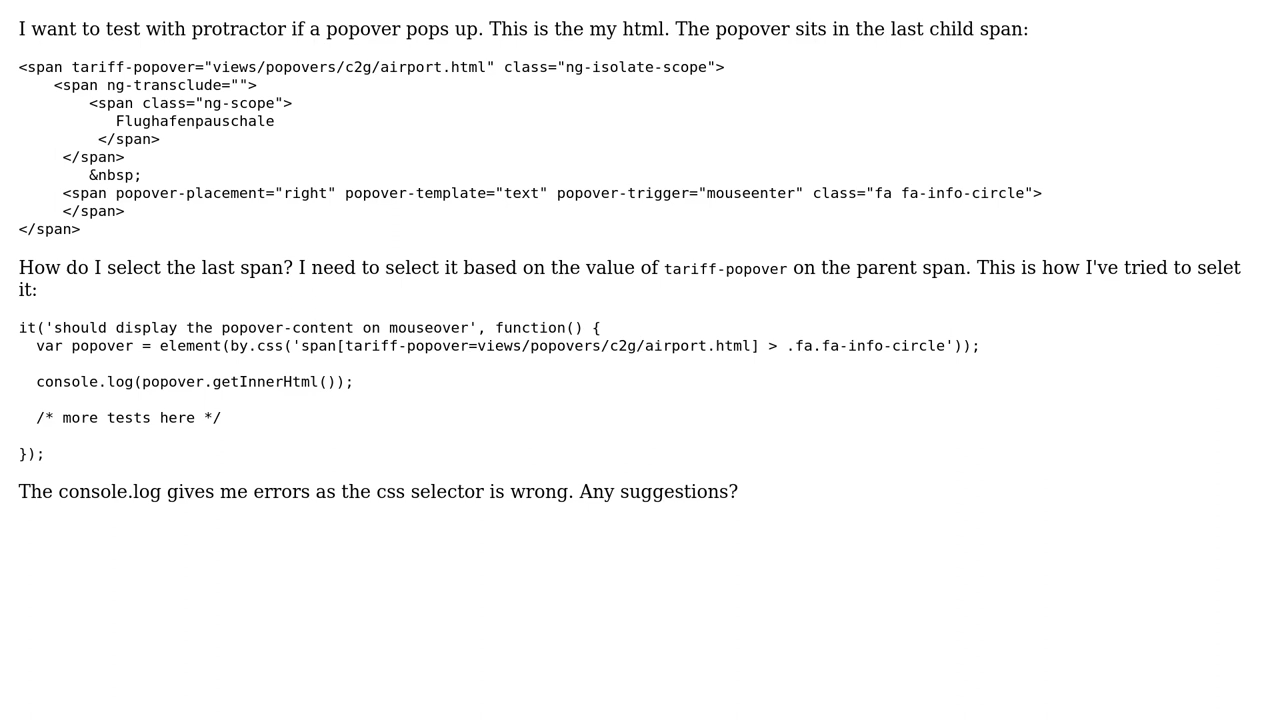 I want to test with protractor if a popover pops up. This is the my html. The popover sits in the last child span:
<span tariff-popover="views/popovers/c2g/airport.html" class="ng-isolate-scope">
    <span ng-transclude="">
        <span class="ng-scope">
           Flughafenpauschale
         </span>
     </span>
        &nbsp;
     <span popover-placement="right" popover-template="text" popover-trigger="mouseenter" class="fa fa-info-circle">
     </span>
</span>
How do I select the last span? I need to select it based on the value of tariff-popover on the parent span. This is how I've tried to selet
it:
it('should display the popover-content on mouseover', function() {
  var popover = element(by.css('span[tariff-popover=views/popovers/c2g/airport.html] > .fa.fa-info-circle'));
  console.log(popover.getInnerHtml());
  /* more tests here */
});
The console.log gives me errors as the css selector is wrong. Any suggestions?